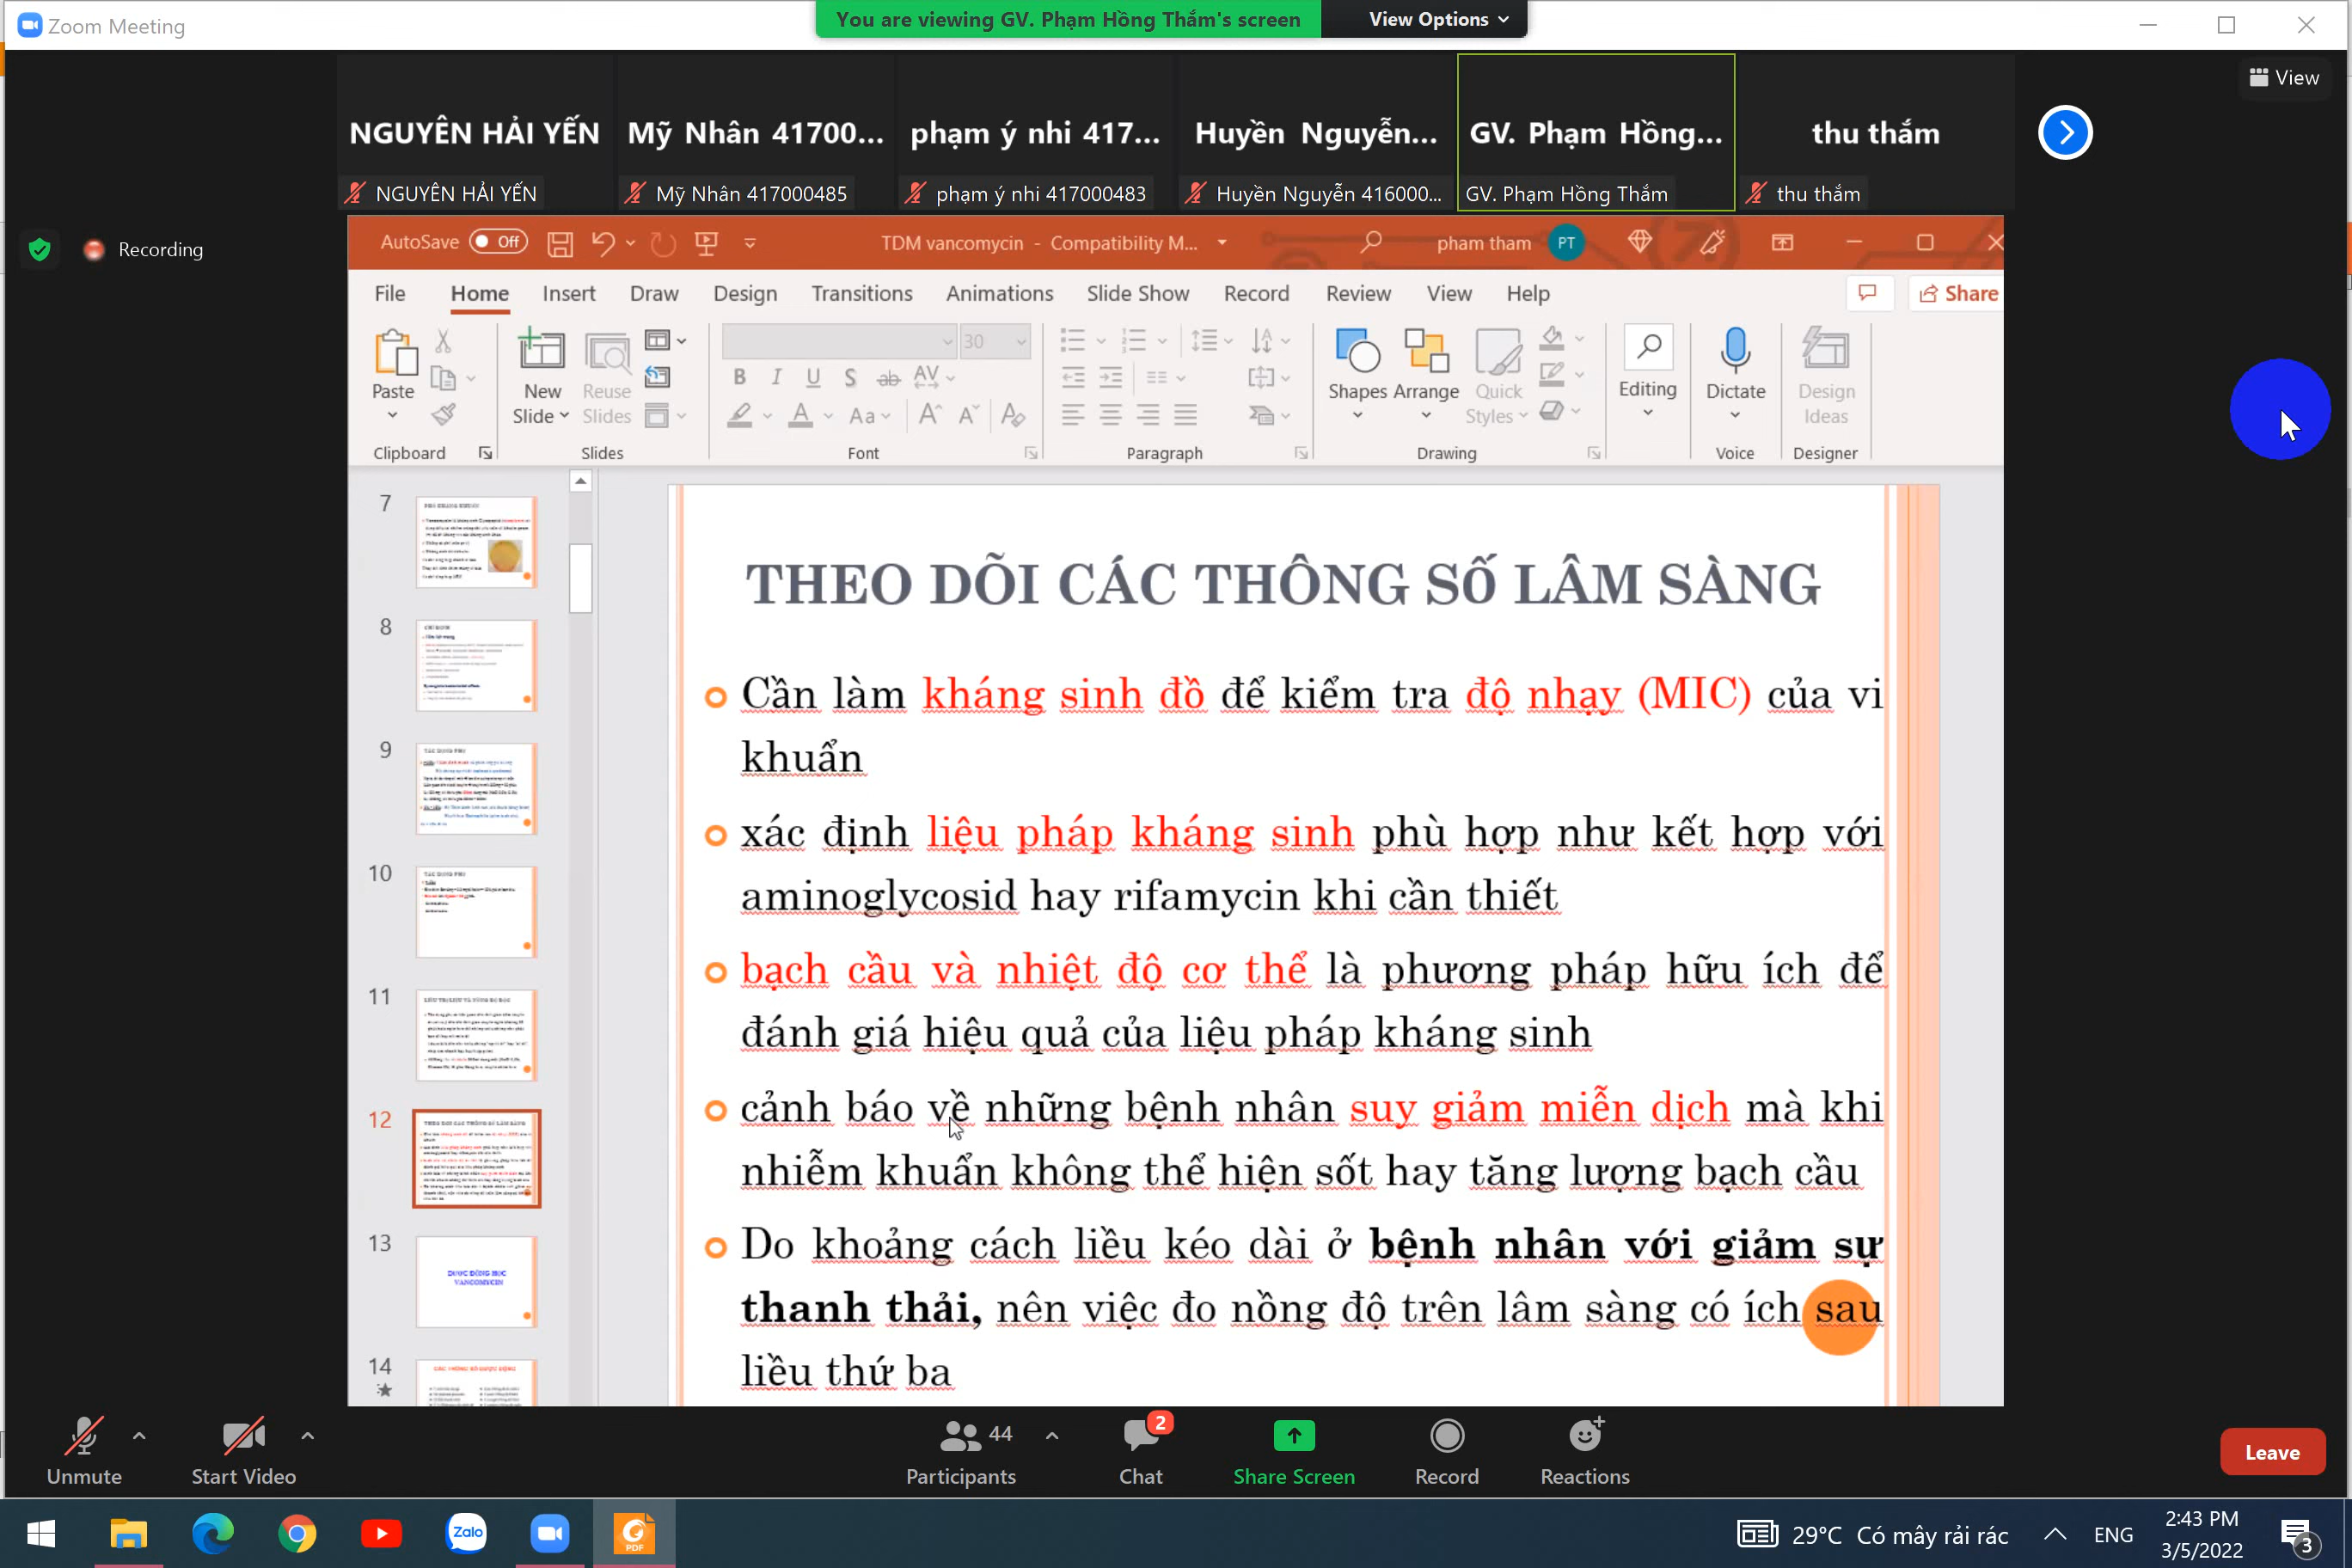 Zoom Meeting
You are viewing GV. Phạm Hồng Thắm's screen
View Options
View
NGUYÊN HẢI YẾN
Mỹ Nhân 41700...
phạm ý nhi 417...
Huyền Nguyễn...
GV. Phạm Hồng...
thu thắm
NGUYÊN HẢI YẾN
Mỹ Nhân 417000485
phạm ý nhi 417000483
Huyền Nguyễn 416000...
GV. Phạm Hồng Thắm
thu thắm
Recording
AutoSave Off
TDM vancomycin - Compatibility M...
pham tham PT
File Home Insert Draw Design Transitions Animations Slide Show Record Review View Help
Share
30
Paste
New Slide
Reuse Slides
Shapes Arrange
Quick Styles
Editing
Dictate
Design Ideas
Clipboard Slides Font Paragraph Drawing Voice Designer
7
8
9
10
11
12
13
DƯỢC ĐỘNG HỌC
VANCOMYCIN
14
THEO DÕI CÁC THÔNG SỐ LÂM SÀNG
Cần làm kháng sinh đồ để kiểm tra độ nhạy (MIC) của vi
khuẩn
xác định liệu pháp kháng sinh phù hợp như kết hợp với
aminoglycosid hay rifamycin khi cần thiết
bạch cầu và nhiệt độ cơ thể là phương pháp hữu ích để
đánh giá hiệu quả của liệu pháp kháng sinh
cảnh báo về những bệnh nhân suy giảm miễn dịch mà khi
nhiễm khuẩn không thể hiện sốt hay tăng lượng bạch cầu
Do khoảng cách liều kéo dài ở bệnh nhân với giảm sự
thanh thải, nên việc đo nồng độ trên lâm sàng có ích sau
liều thứ ba
Unmute
Start Video
44
Participants
2
Chat
Share Screen
Record
Reactions
Leave
Zalo
PDF
29°C Có mây rải rác
ENG
2:43 PM
3/5/2022
3